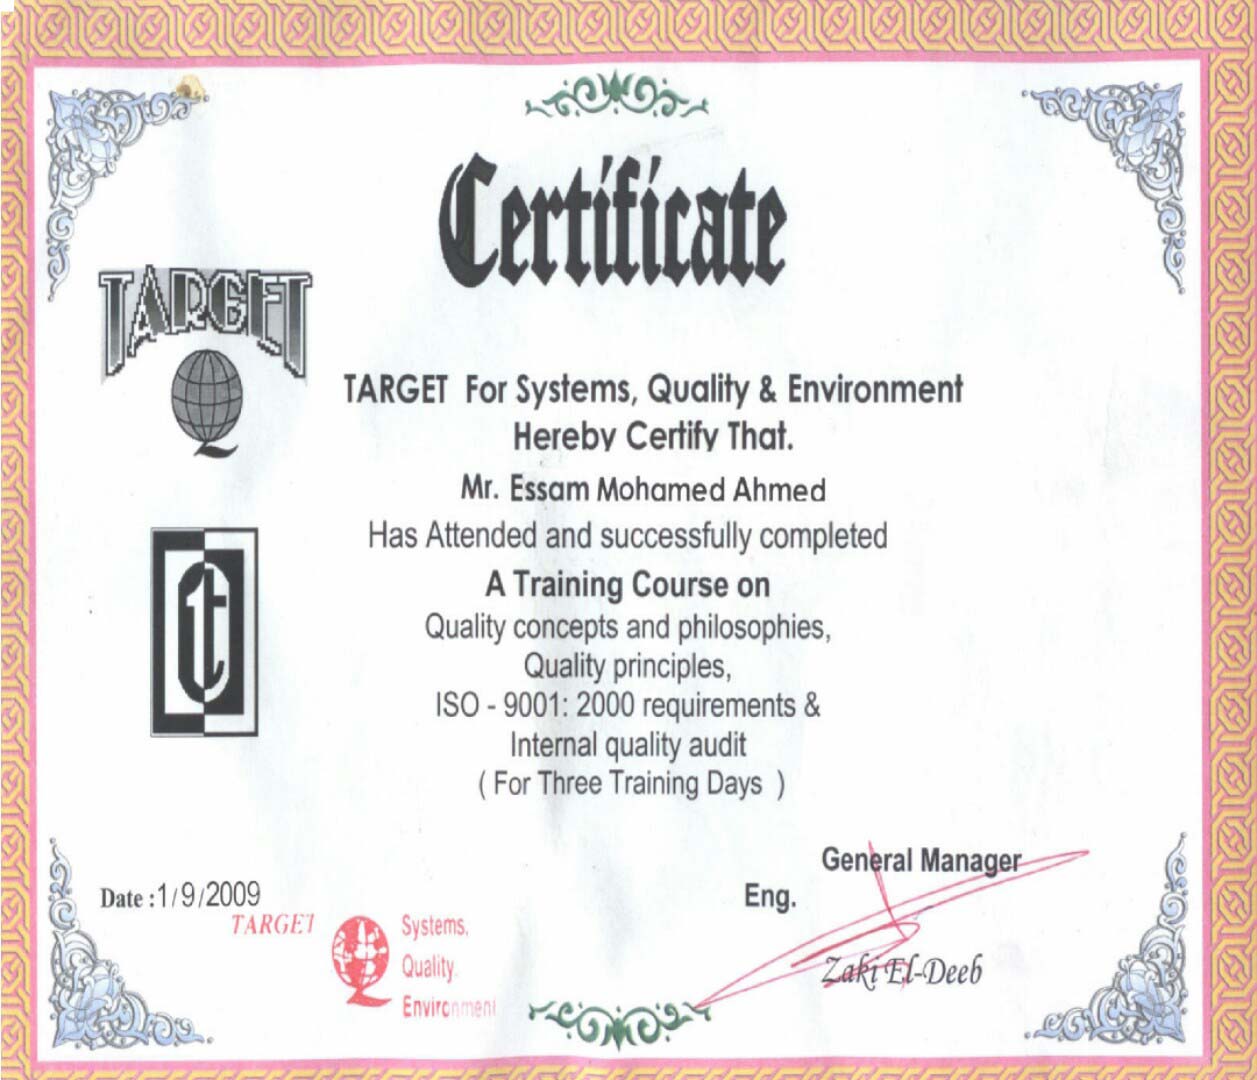 Certificate
TARGET
TARGET For Systems, Quality & Environment
Hereby Certify That.
Mr. Essam Mohamed Ahmed
Has Attended and successfully completed
A Training Course on
Quality concepts and philosophies,
Quality principles,
ISO - 9001: 2000 requirements &
Internal quality audit
( For Three Training Days )
General Manager
Eng.
Zaki El-Deeb
Date : 1/9/2009
TARGET
Systems,
Quality
Environment